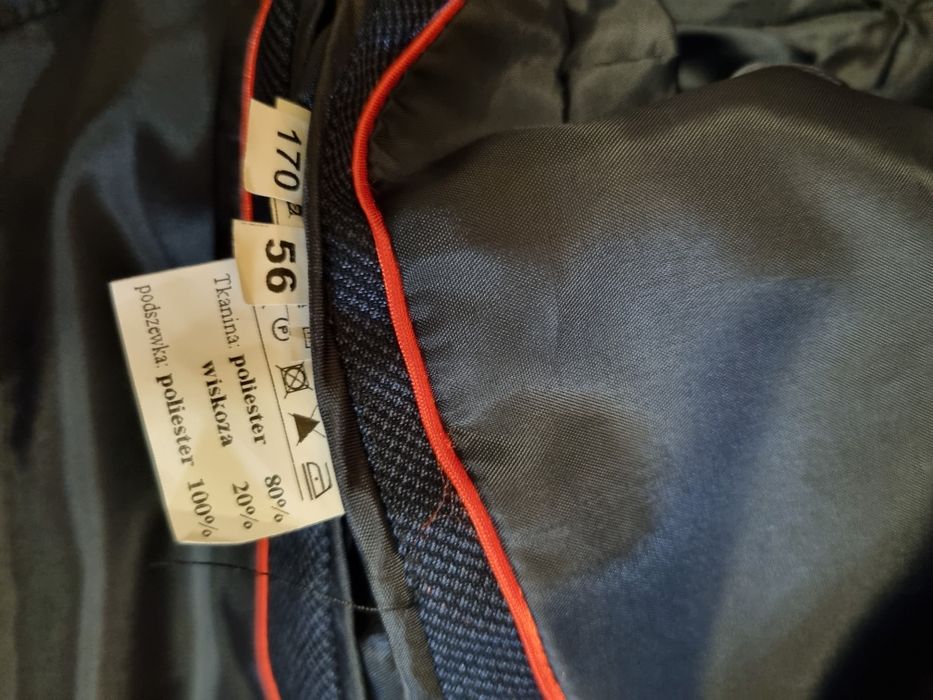 170
56
P
Tkanina: poliester 80%
wiskoza 20%
podszewka: poliester 100%